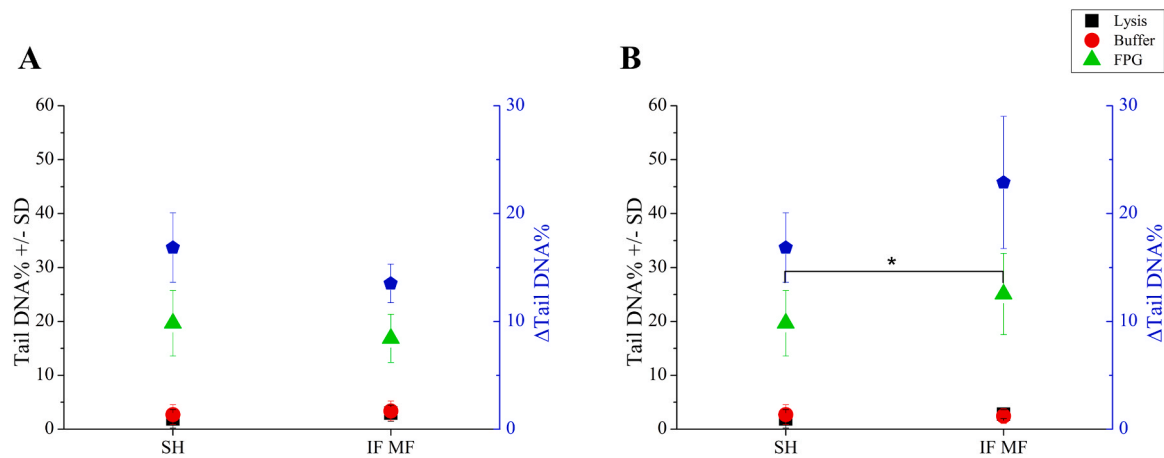 Lysis
Buffer
FPG
A
B
60
50
40
30
20
10
0
Tail DNA% +/- SD
30
20
10
0
ΔTail DNA%
SH
IF MF
60
50
40
30
20
10
0
Tail DNA% +/- SD
*
30
20
10
0
ΔTail DNA%
SH
IF MF